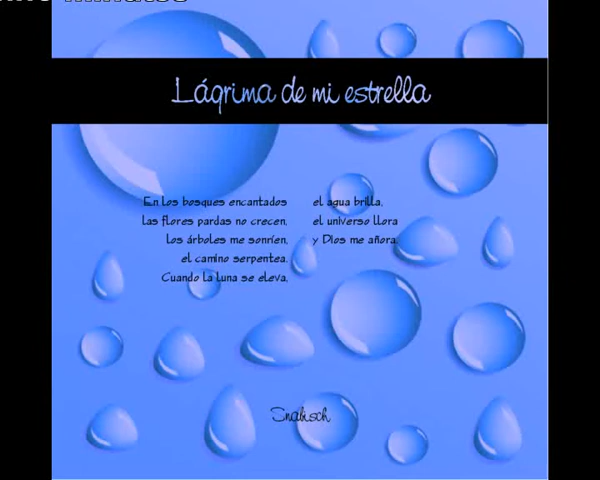 Lágrima de mi estrella
En los bosques encantados
las flores pardas no crecen,
los árboles me sonríen,
el camino serpentea.
Cuando la luna se eleva,
el agua brilla,
el universo llora
y Dios me añora.